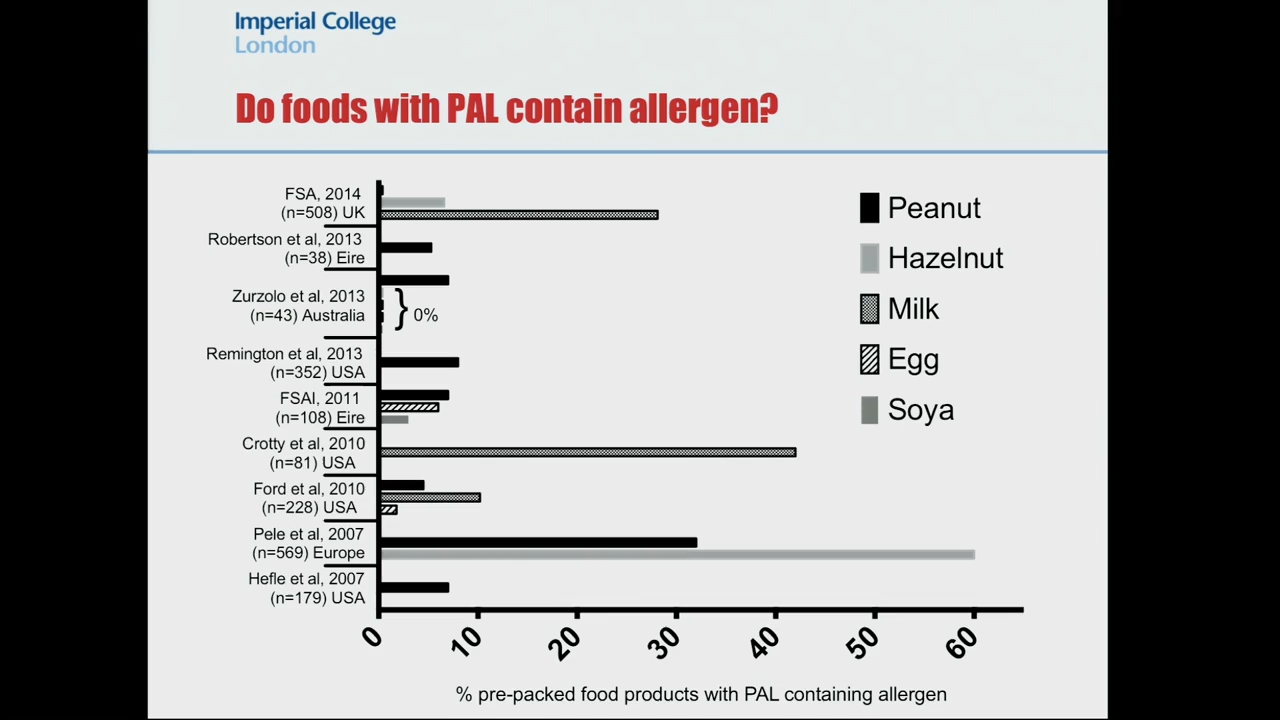 Imperial College
London
Do foods with PAL contain allergen?
FSA, 2014
(n=508) UK
Robertson et al, 2013
(n=38) Eire
Zurzolo et al, 2013
(n=43) Australia
0%
Remington et al, 2013
(n=352) USA
FSAI, 2011
(n=108) Eire
Crotty et al, 2010
(n=81) USA
Ford et al, 2010
(n=228) USA
Pele et al, 2007
(n=569) Europe
Hefle et al, 2007
(n=179) USA
Peanut
Hazelnut
Milk
Egg
Soya
0 10 20 30 40 50 60
% pre-packed food products with PAL containing allergen